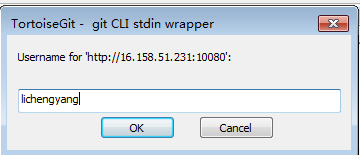 TortoiseGit - git CLI stdin wrapper
Username for 'http://16.158.51.231:10080':
lichengyang
OK
Cancel